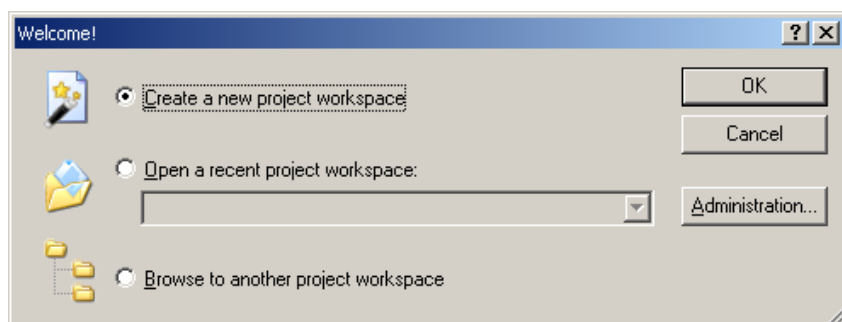 Welcome!
Create a new project workspace
OK
Cancel
Open a recent project workspace:
Administration...
Browse to another project workspace